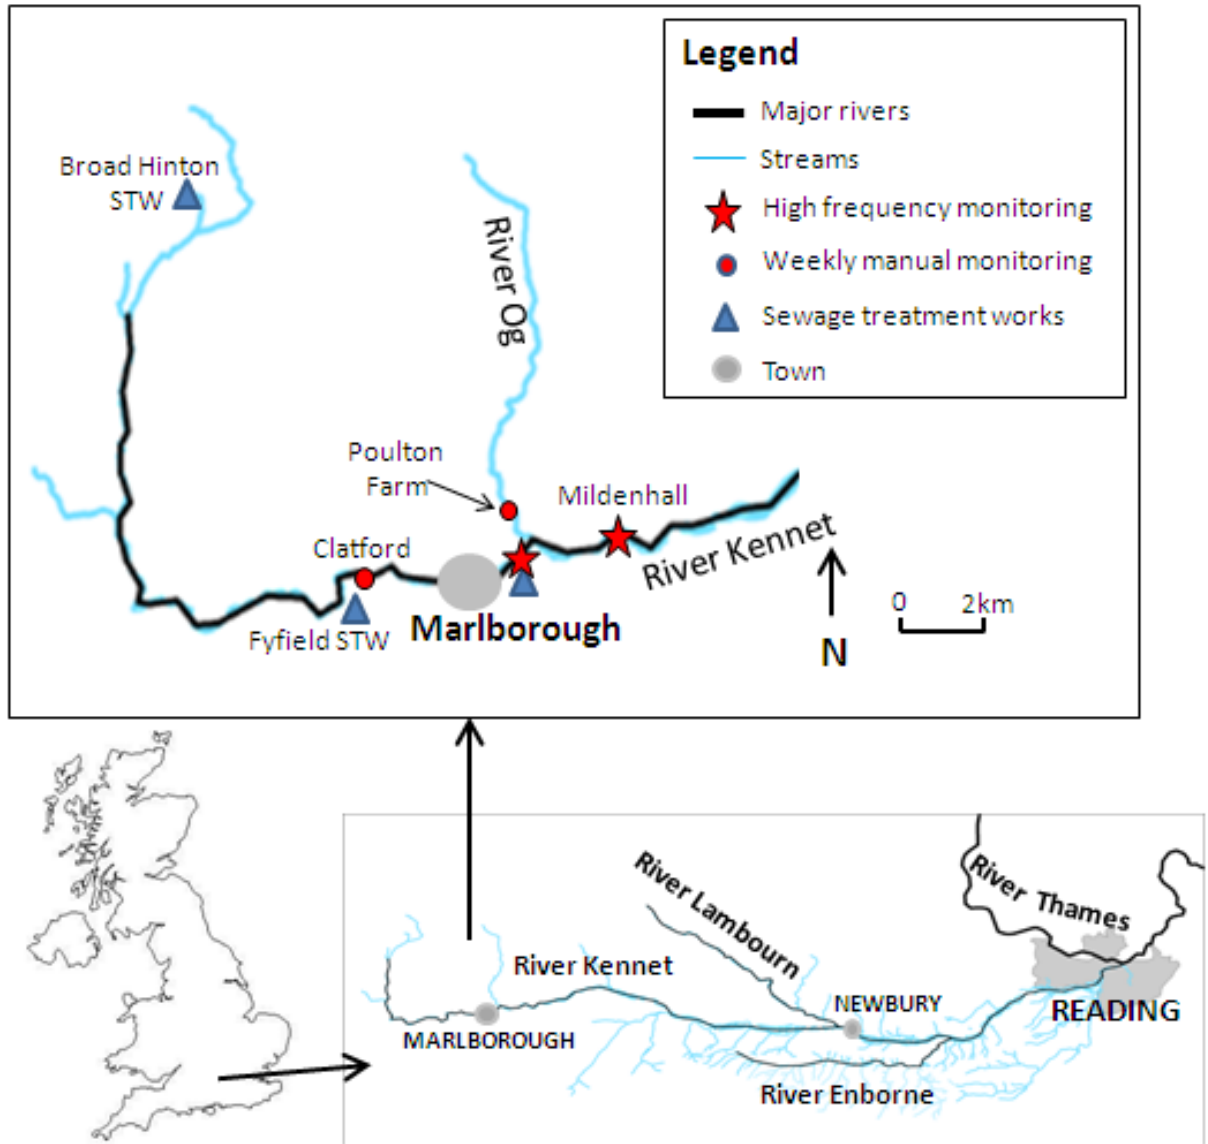 Legend
Major rivers
Streams
High frequency monitoring
Weekly manual monitoring
Sewage treatment works
Town
Broad Hinton
STW
River Og
Poulton
Farm
Mildenhall
Clatford
River Kennet
Fyfield STW
Marlborough
N
0 2km
River Thames
River Lambourn
River Kennet
NEWBURY
READING
MARLBOROUGH
River Enborne